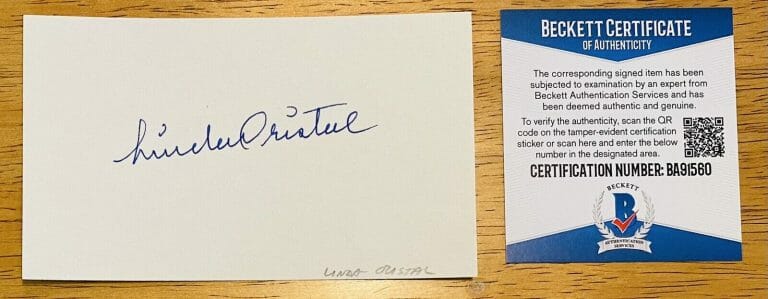 Linda Cristal
LINDA CRISTAL
BECKETT CERTIFICATE
OF AUTHENTICITY
The corresponding signed item has been
subjected to examination by an expert from
Beckett Authentication Services and has
been deemed authentic and genuine.
To verify the authenticity, scan the QR
code on the tamper-evident certification
sticker or scan here and enter the below
number in the designated area.
CERTIFICATION NUMBER: BA91560
BECKETT
B
AUTHENTICATION
SERVICES